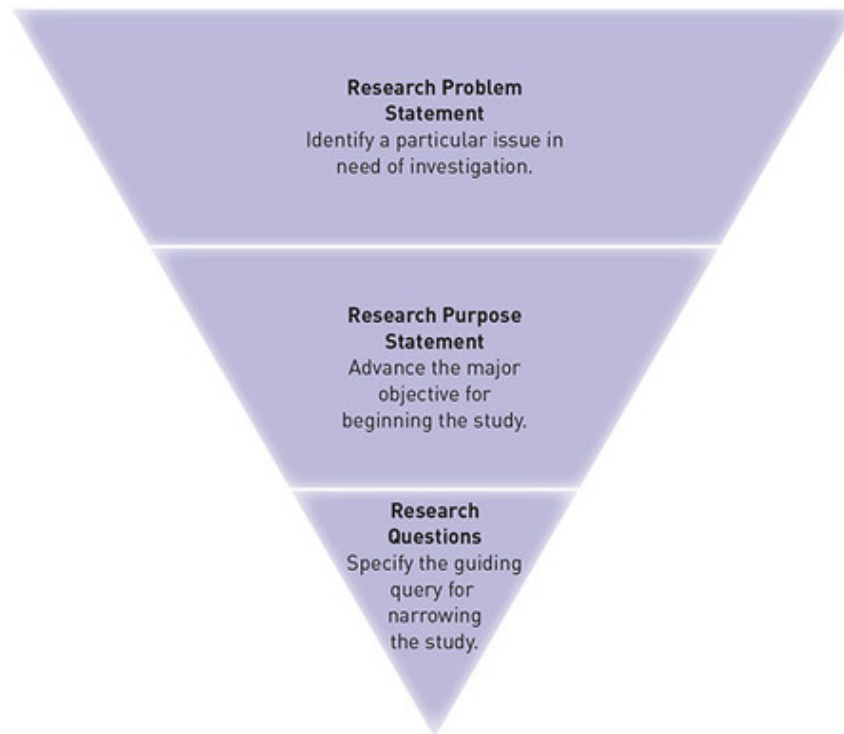 Research Problem
Statement
Identify a particular issue in
need of investigation.
Research Purpose
Statement
Advance the major
objective for
beginning the study.
Research
Questions
Specify the guiding
query for
narrowing
the study.